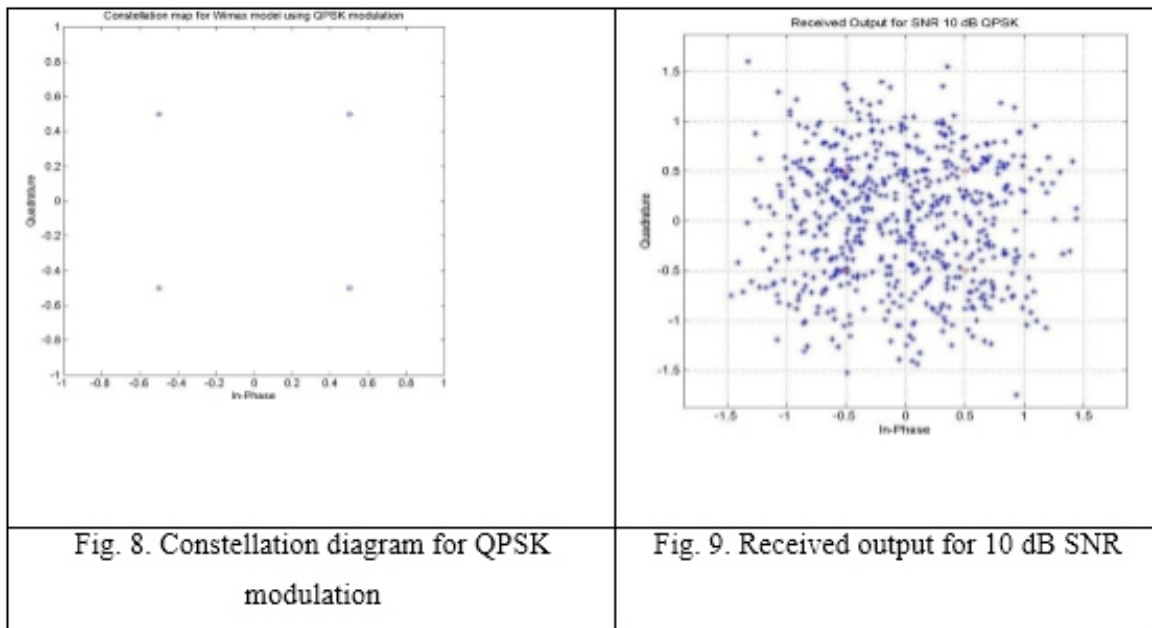 Constellation map for Wimax model using QPSK modulation
1
0.8
0.6
0.4
0.2
0
-0.2
-0.4
-0.6
-0.8
-1
Quadrature
-1 -0.8 -0.6 -0.4 -0.2 0 0.2 0.4 0.6 0.8 1
In-Phase
Received Output for SNR 10 dB QPSK
1.5
1
0.5
0
-0.5
-1
-1.5
Quadrature
-1.5 -1 -0.5 0 0.5 1 1.5
In-Phase
Fig. 8. Constellation diagram for QPSK
modulation
Fig. 9. Received output for 10 dB SNR